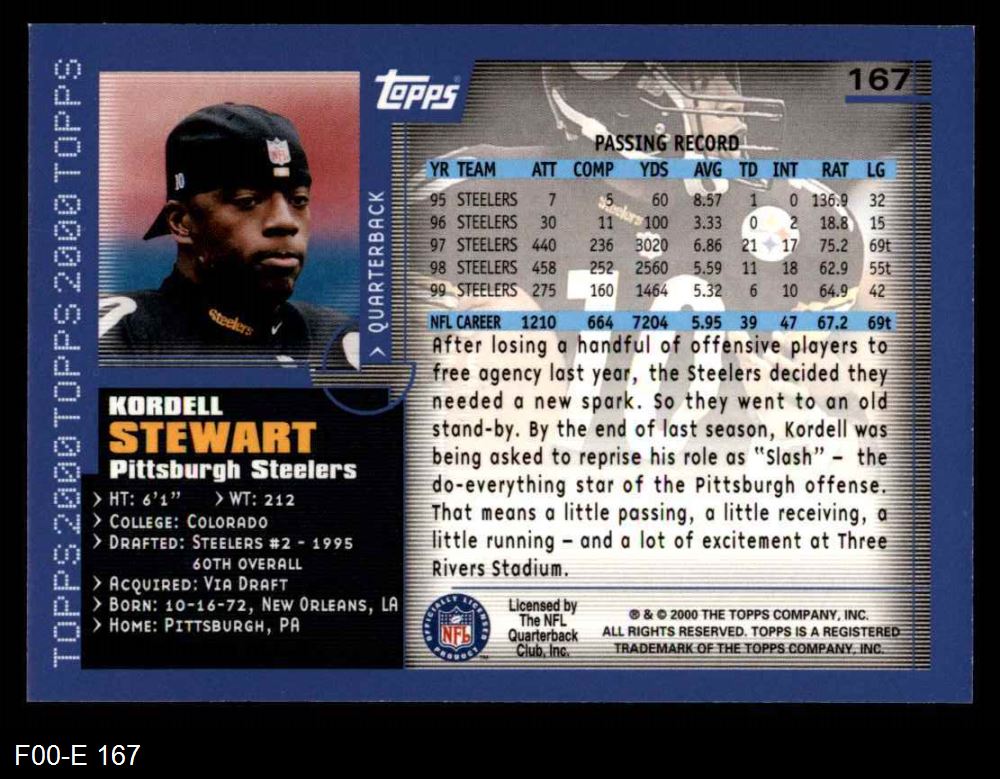 TOPPS2000TOPPS2000TOPPS2000TOPPS
TOPPS
167
NFL
10
Steelers
> QUARTERBACK
PASSING RECORD
YR TEAM ATT COMP YDS AVG TD INT RAT LG
95 STEELERS 7 5 60 8.57 1 0 136.9 32
96 STEELERS 30 11 100 3.33 0 2 18.8 15
97 STEELERS 440 236 3020 6.86 21 17 75.2 69t
98 STEELERS 458 252 2560 5.59 11 18 62.9 55t
99 STEELERS 275 160 1464 5.32 6 10 64.9 42
NFL CAREER 1210 664 7204 5.95 39 47 67.2 69t
Steelers
10
After losing a handful of offensive players to
free agency last year, the Steelers decided they
needed a new spark. So they went to an old
stand-by. By the end of last season, Kordell was
being asked to reprise his role as "Slash" – the
do-everything star of the Pittsburgh offense.
That means a little passing, a little receiving, a
little running – and a lot of excitement at Three
Rivers Stadium.
KORDELL
STEWART
Pittsburgh Steelers
> HT: 6'1" > WT: 212
> COLLEGE: COLORADO
> DRAFTED: STEELERS #2 - 1995
60TH OVERALL
> ACQUIRED: VIA DRAFT
> BORN: 10-16-72, NEW ORLEANS, LA
> HOME: PITTSBURGH, PA
OFFICIALLY LICENSED
NFL
PRODUCT
™
Licensed by
The NFL
Quarterback
Club, Inc.
® & © 2000 THE TOPPS COMPANY, INC.
ALL RIGHTS RESERVED. TOPPS IS A REGISTERED
TRADEMARK OF THE TOPPS COMPANY, INC.
F00-E 167